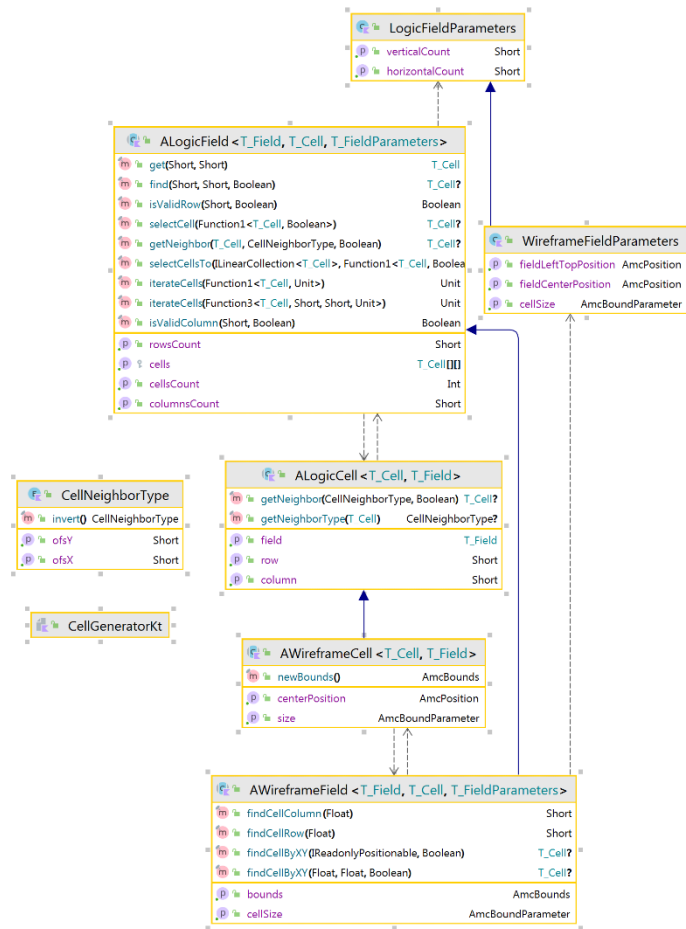 LogicFieldParameters
verticalCount Short
horizontalCount Short
ALogicField <T_Field, T_Cell, T_FieldParameters>
get(Short, Short) T_Cell
find(Short, Short, Boolean) T_Cell?
isValidRow(Short, Boolean) Boolean
selectCell(Function1<T_Cell, Boolean>) T_Cell?
getNeighbor(T_Cell, CellNeighborType, Boolean) T_Cell?
selectCellsTo(ILinearCollection<T_Cell>, Function1<T_Cell, Boolea
iterateCells(Function1<T_Cell, Unit>) Unit
iterateCells(Function3<T_Cell, Short, Short, Unit>) Unit
isValidColumn(Short, Boolean) Boolean
rowsCount Short
cells T_Cell[][]
cellsCount Int
columnsCount Short
WireframeFieldParameters
fieldLeftTopPosition AmcPosition
fieldCenterPosition AmcPosition
cellSize AmcBoundParameter
ALogicCell <T_Cell, T_Field>
getNeighbor(CellNeighborType, Boolean) T_Cell?
getNeighborType(T_Cell) CellNeighborType?
field T_Field
row Short
column Short
CellNeighborType
invert() CellNeighborType
ofsY Short
ofsX Short
CellGeneratorKt
AWireframeCell <T_Cell, T_Field>
newBounds() AmcBounds
centerPosition AmcPosition
size AmcBoundParameter
AWireframeField <T_Field, T_Cell, T_FieldParameters>
findCellColumn(Float) Short
findCellRow(Float) Short
findCellByXY(IReadonlyPositionable, Boolean) T_Cell?
findCellByXY(Float, Float, Boolean) T_Cell?
bounds AmcBounds
cellSize AmcBoundParameter